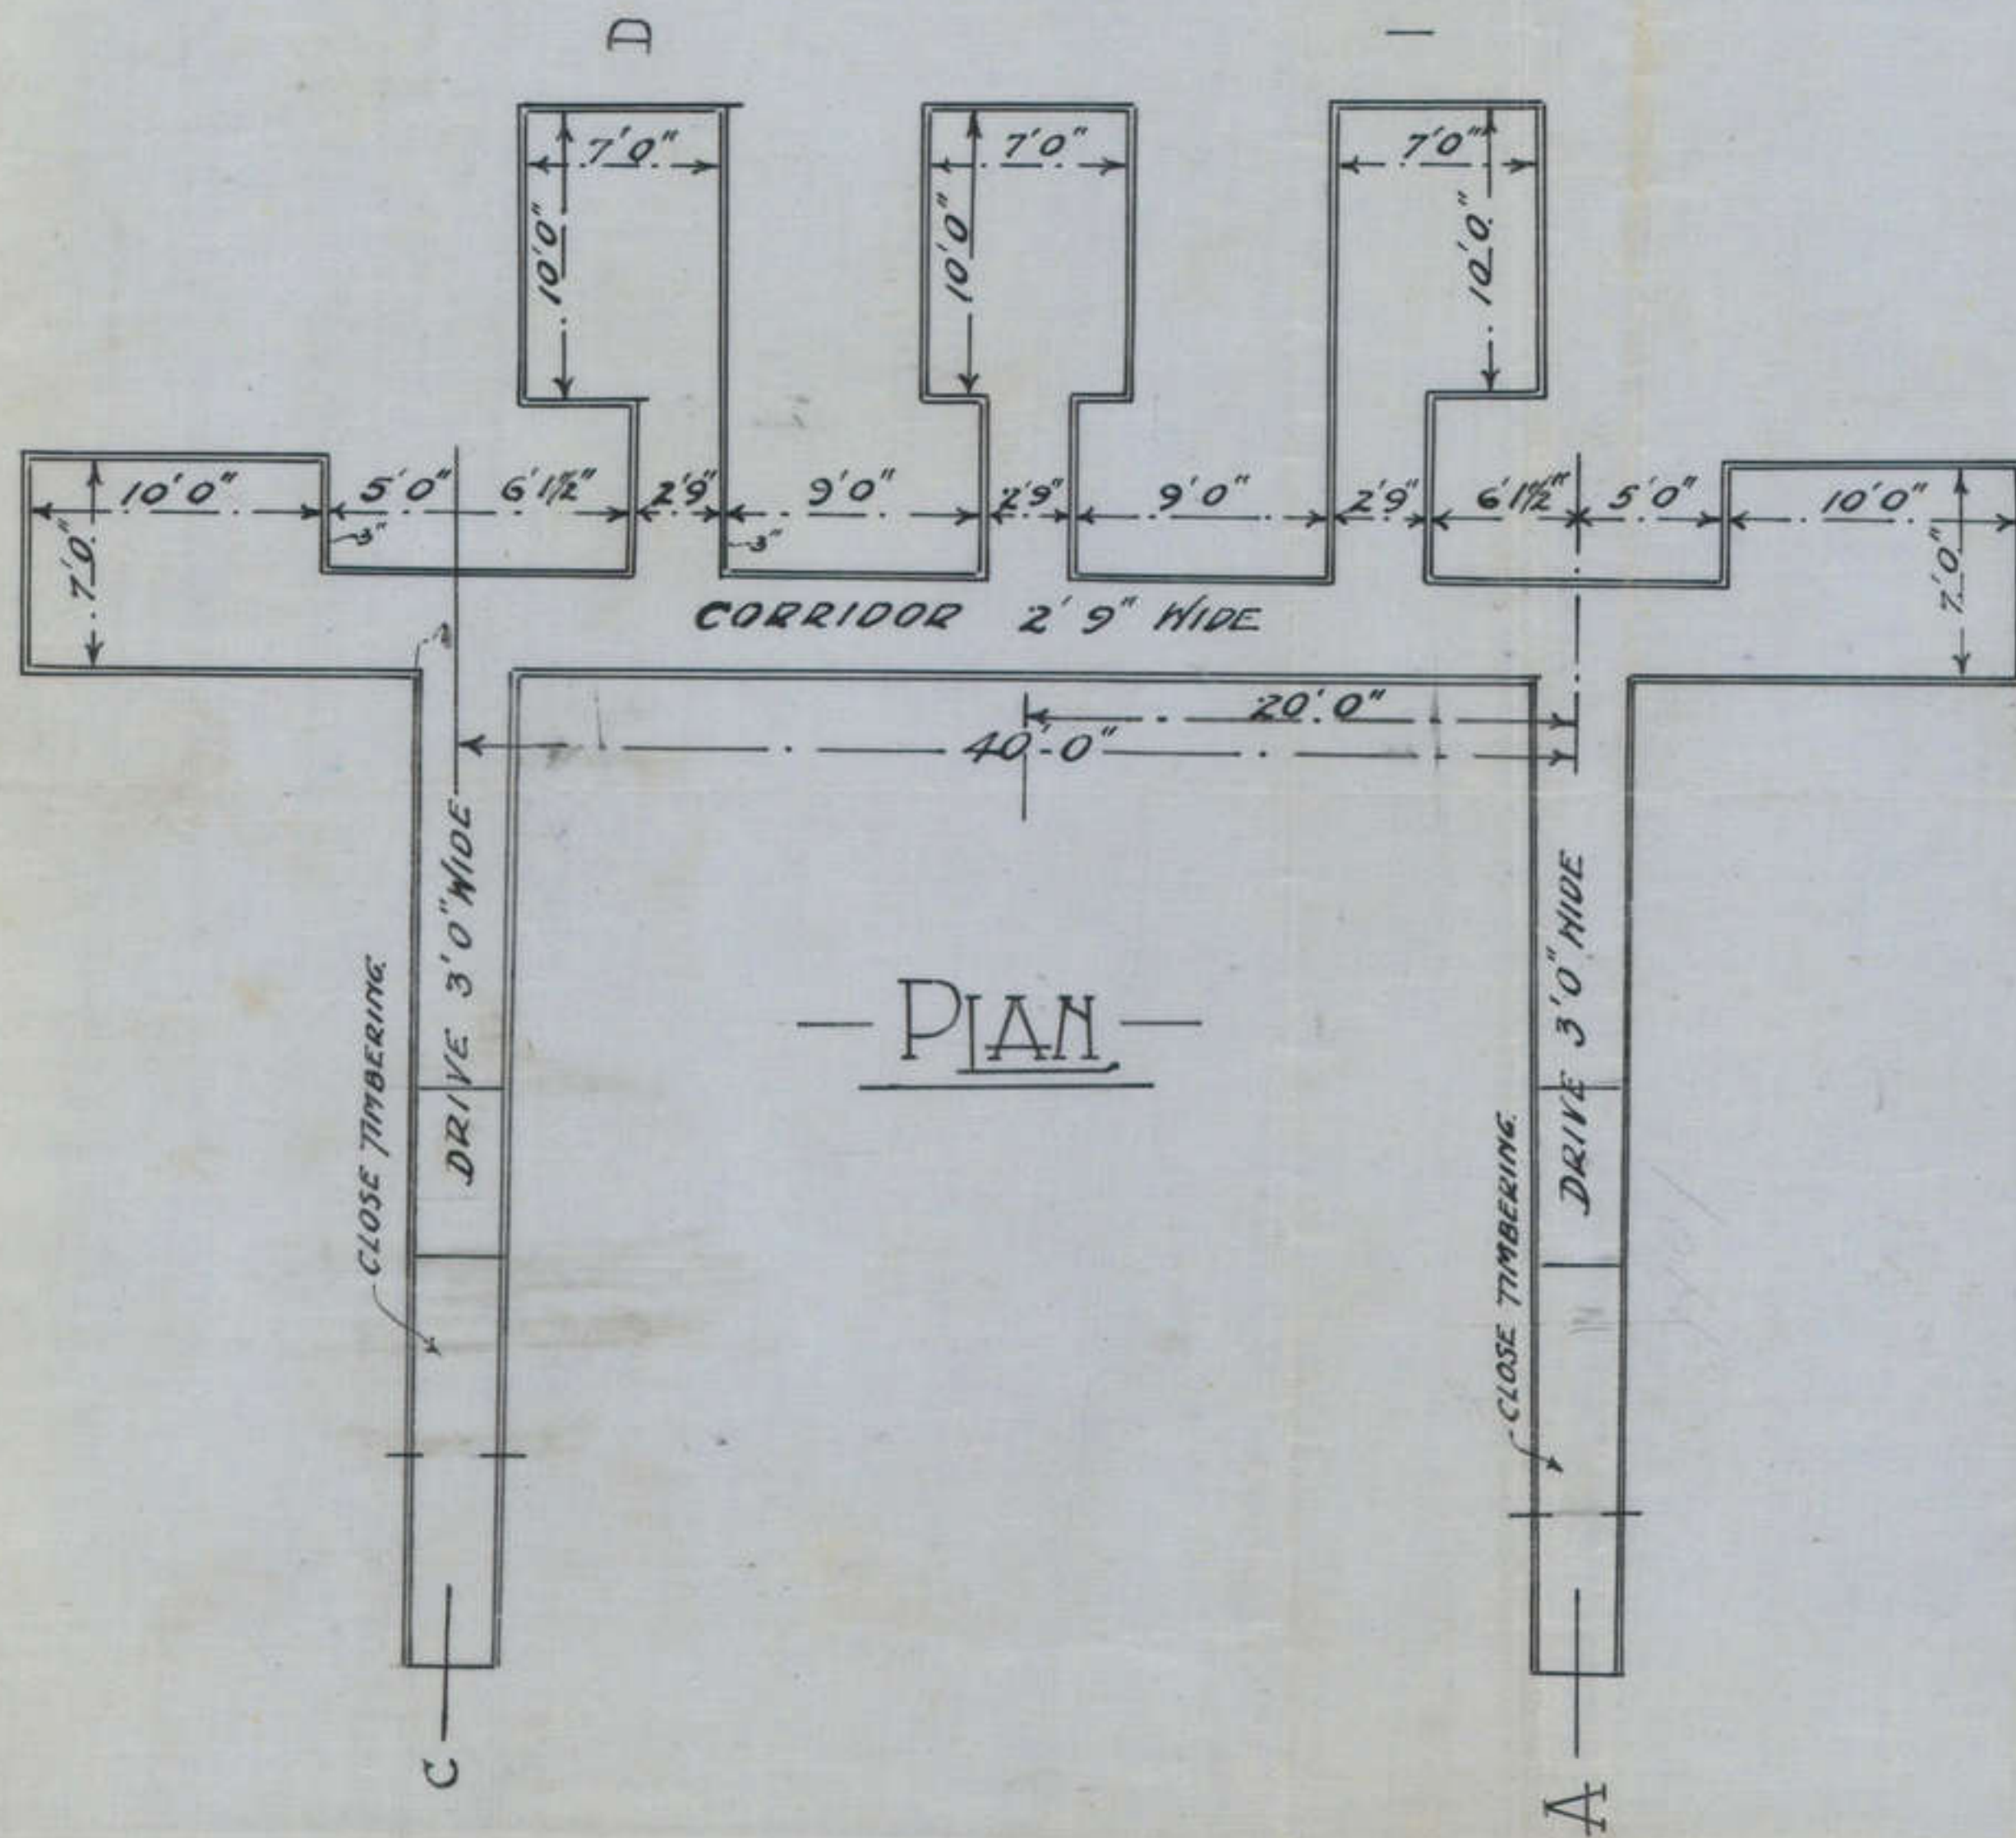 D
7'0"
7'0"
7'0"
10'0"
10'0"
10'0"
10'0"
5'0"
6'1½"
2'9"
9'0"
2'9"
9'0"
2'9"
6'1½"
5'0"
10'0"
7'0"
3"
3"
7'0"
CORRIDOR 2'9" WIDE
20'.0"
40'-0"
DRIVE 3'0" WIDE
DRIVE 3'0" WIDE
CLOSE TIMBERING.
CLOSE TIMBERING.
— PLAN. —
C
A